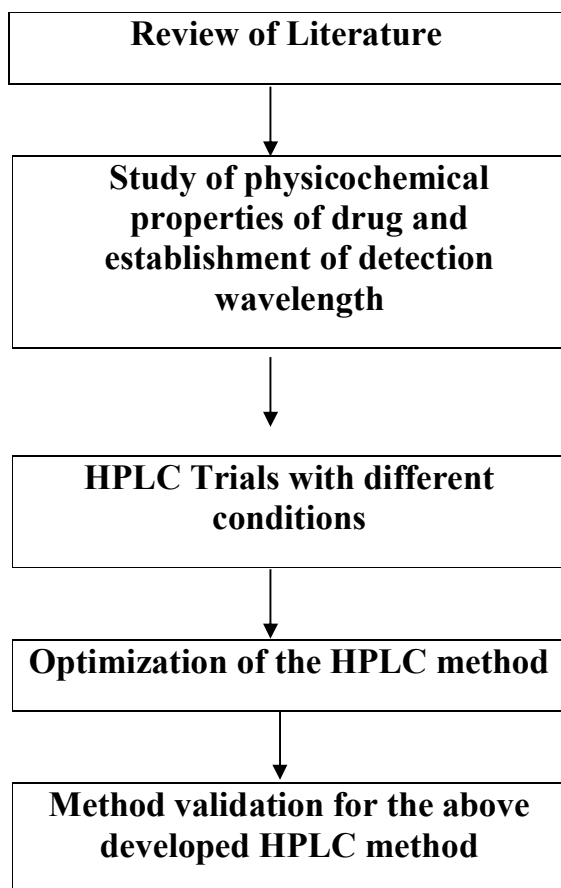 Review of Literature
Study of physicochemical
properties of drug and
establishment of detection
wavelength
HPLC Trials with different
conditions
Optimization of the HPLC method
Method validation for the above
developed HPLC method